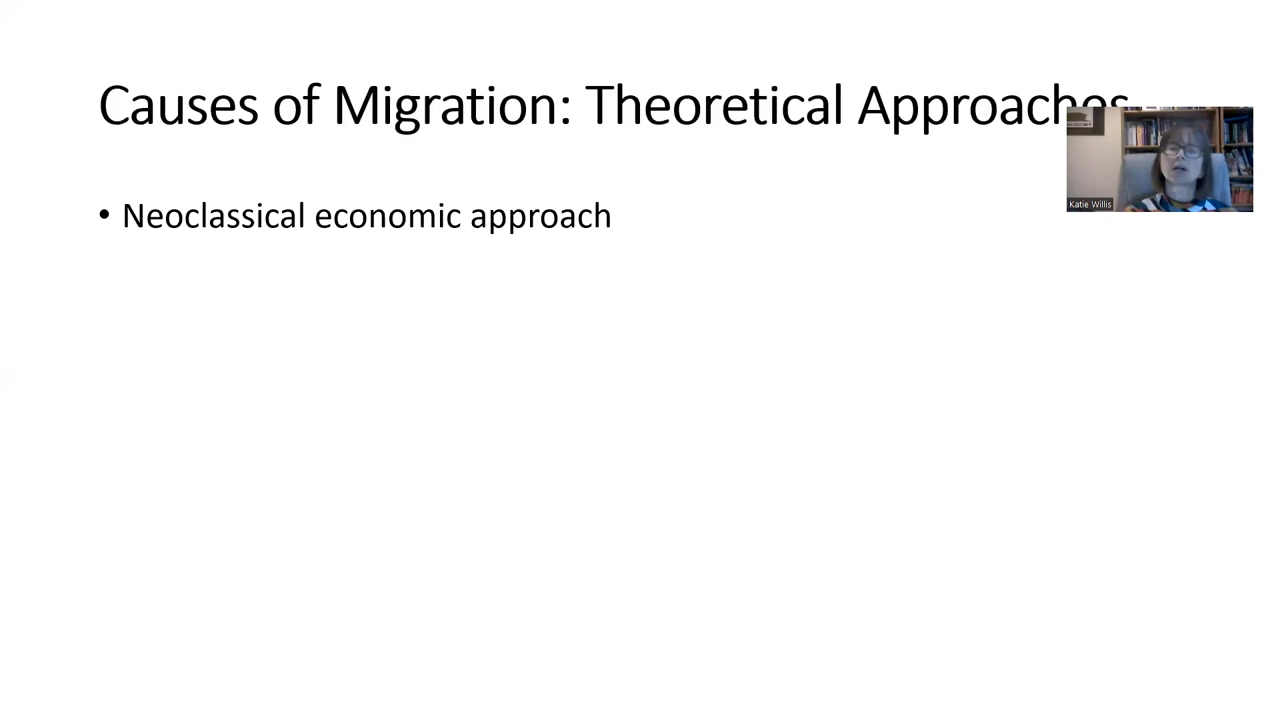 Causes of Migration: Theoretical Approaches
• Neoclassical economic approach
Katie Willis